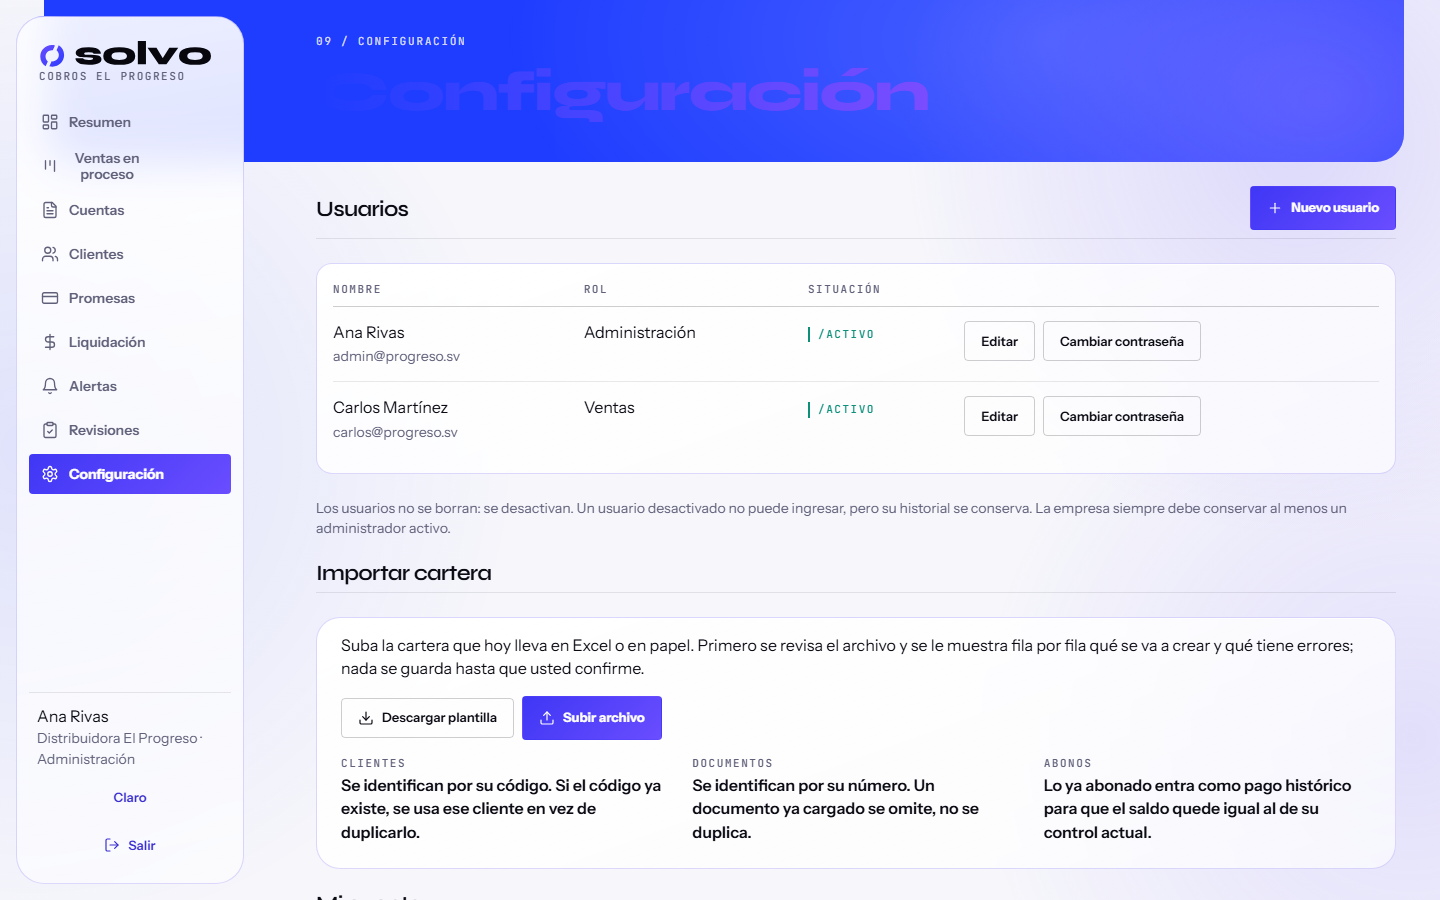 solvo
COBROS EL PROGRESO
Resumen
Ventas en
proceso
Cuentas
Clientes
Promesas
Liquidación
Alertas
Revisiones
Configuración
Ana Rivas
Distribuidora El Progreso ·
Administración
Claro
Salir
09 / CONFIGURACIÓN
Configuración
Usuarios
Nuevo usuario
NOMBRE ROL SITUACIÓN
Ana Rivas Administración /ACTIVO Editar Cambiar contraseña
admin@progreso.sv
Carlos Martínez Ventas /ACTIVO Editar Cambiar contraseña
carlos@progreso.sv
Los usuarios no se borran: se desactivan. Un usuario desactivado no puede ingresar, pero su historial se conserva. La empresa siempre debe conservar al menos un
administrador activo.
Importar cartera
Suba la cartera que hoy lleva en Excel o en papel. Primero se revisa el archivo y se le muestra fila por fila qué se va a crear y qué tiene errores;
nada se guarda hasta que usted confirme.
Descargar plantilla Subir archivo
CLIENTES
Se identifican por su código. Si el código ya
existe, se usa ese cliente en vez de
duplicarlo.
DOCUMENTOS
Se identifican por su número. Un
documento ya cargado se omite, no se
duplica.
ABONOS
Lo ya abonado entra como pago histórico
para que el saldo quede igual al de su
control actual.